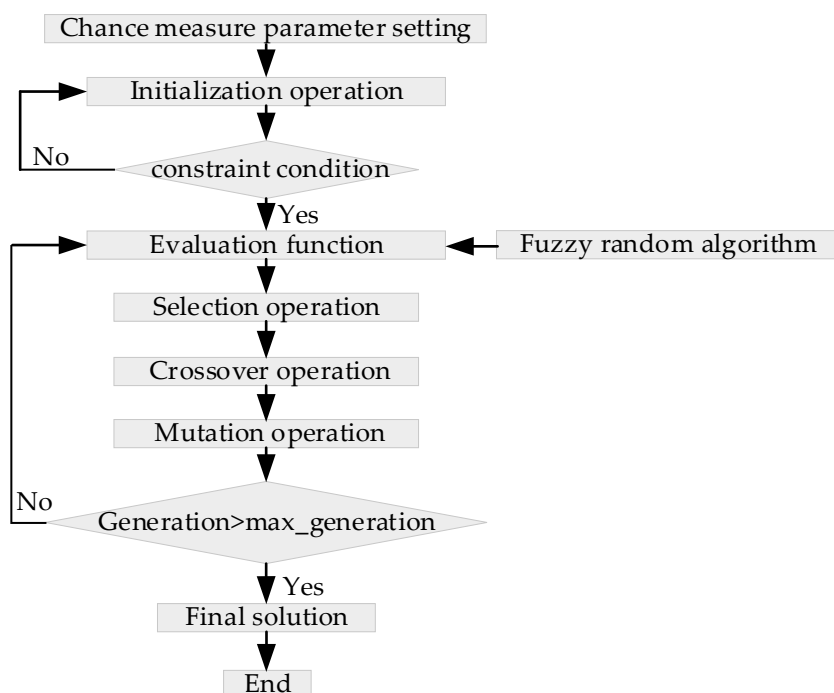 Chance measure parameter setting
Initialization operation
No
constraint condition
Yes
Evaluation function
Fuzzy random algorithm
Selection operation
Crossover operation
Mutation operation
No
Generation>max_generation
Yes
Final solution
End